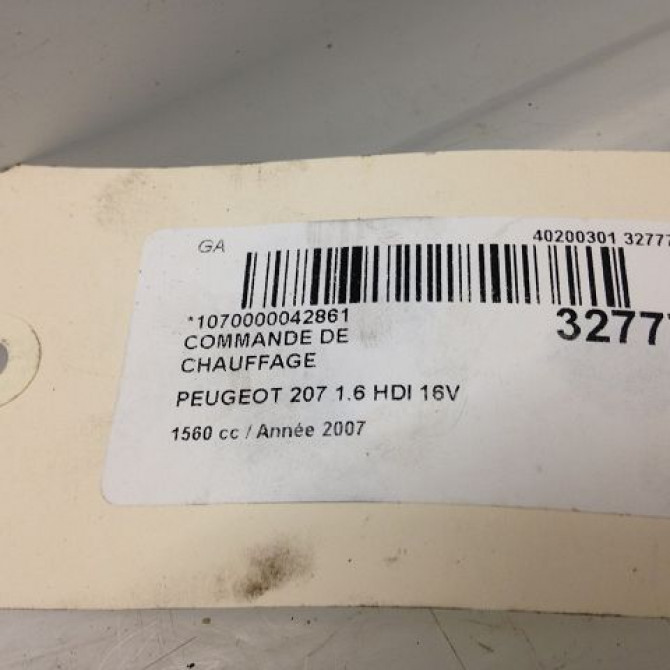 GA
40200301 32777
*1070000042861
COMMANDE DE
CHAUFFAGE
3277
PEUGEOT 207 1.6 HDI 16V
1560 cc / Année 2007